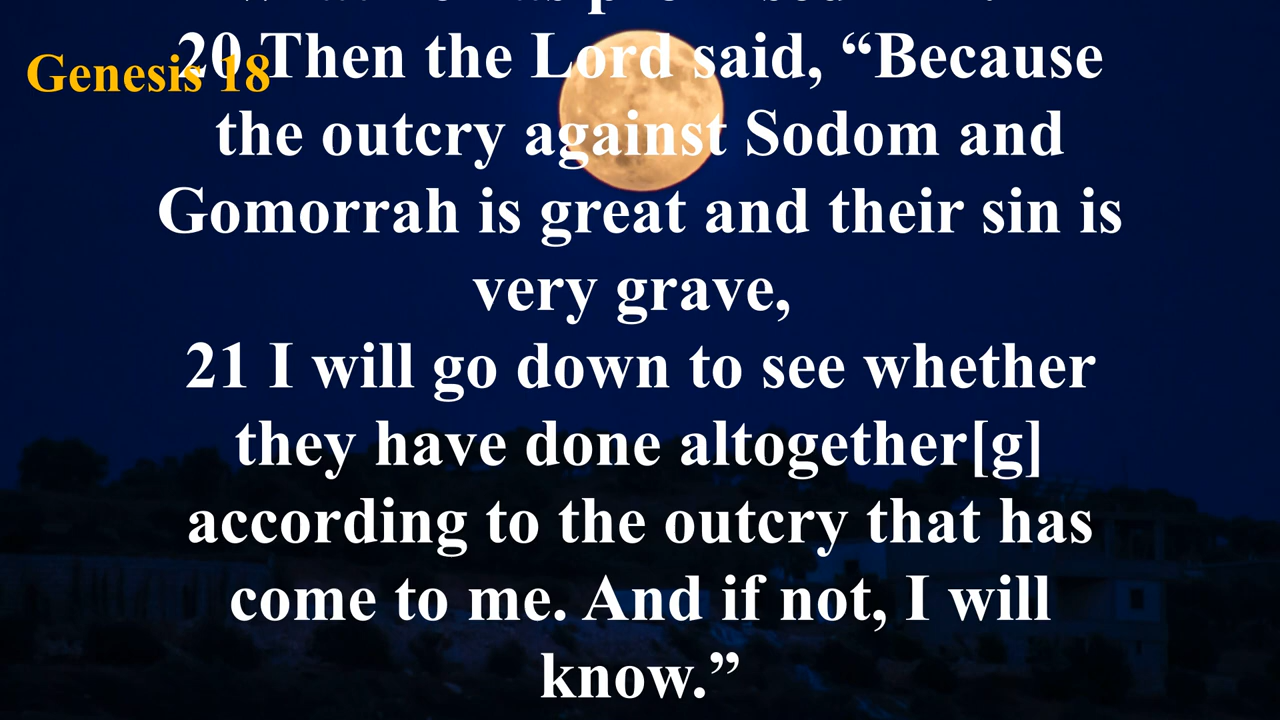 Genesis 18
20 Then the Lord said, “Because
the outcry against Sodom and
Gomorrah is great and their sin is
very grave,
21 I will go down to see whether
they have done altogether[g]
according to the outcry that has
come to me. And if not, I will
know.”